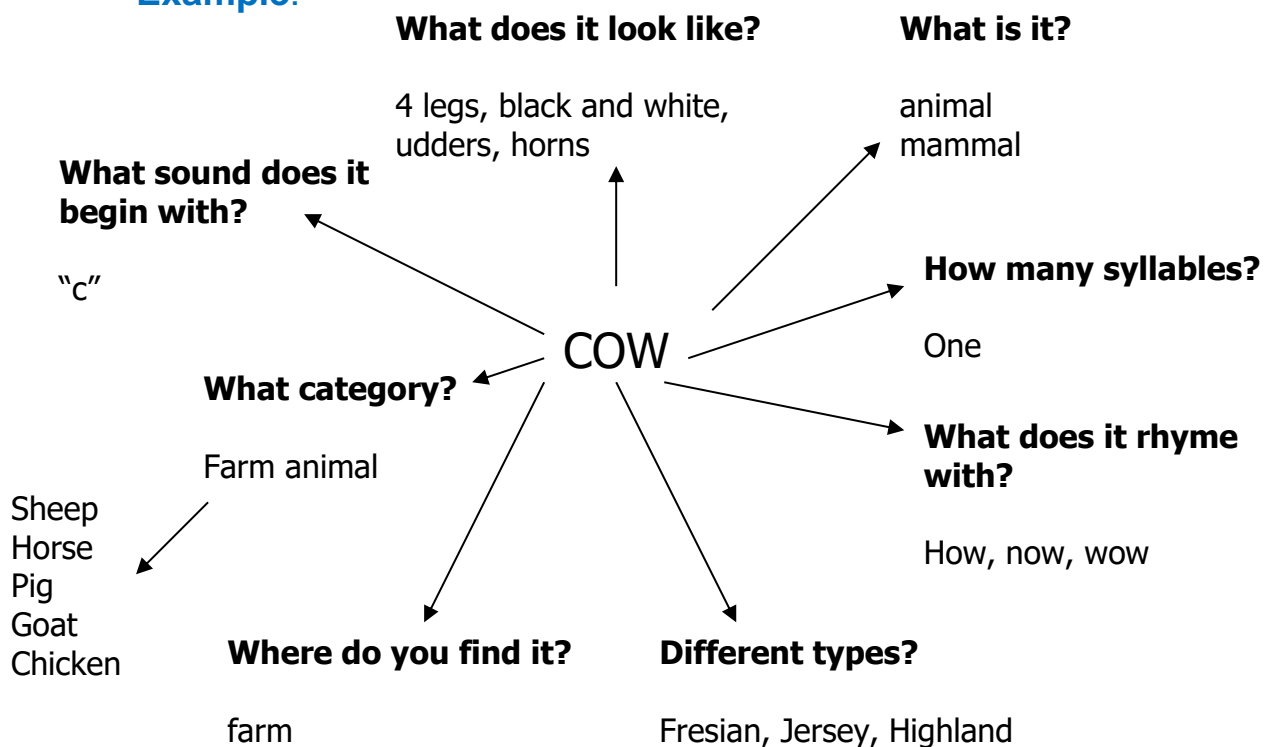 Example:
What does it look like?
4 legs, black and white,
udders, horns
What is it?
animal
mammal
What sound does it
begin with?
“c”
How many syllables?
One
COW
What category?
Farm animal
Sheep
Horse
Pig
Goat
Chicken
What does it rhyme
with?
How, now, wow
Where do you find it?
farm
Different types?
Fresian, Jersey, Highland